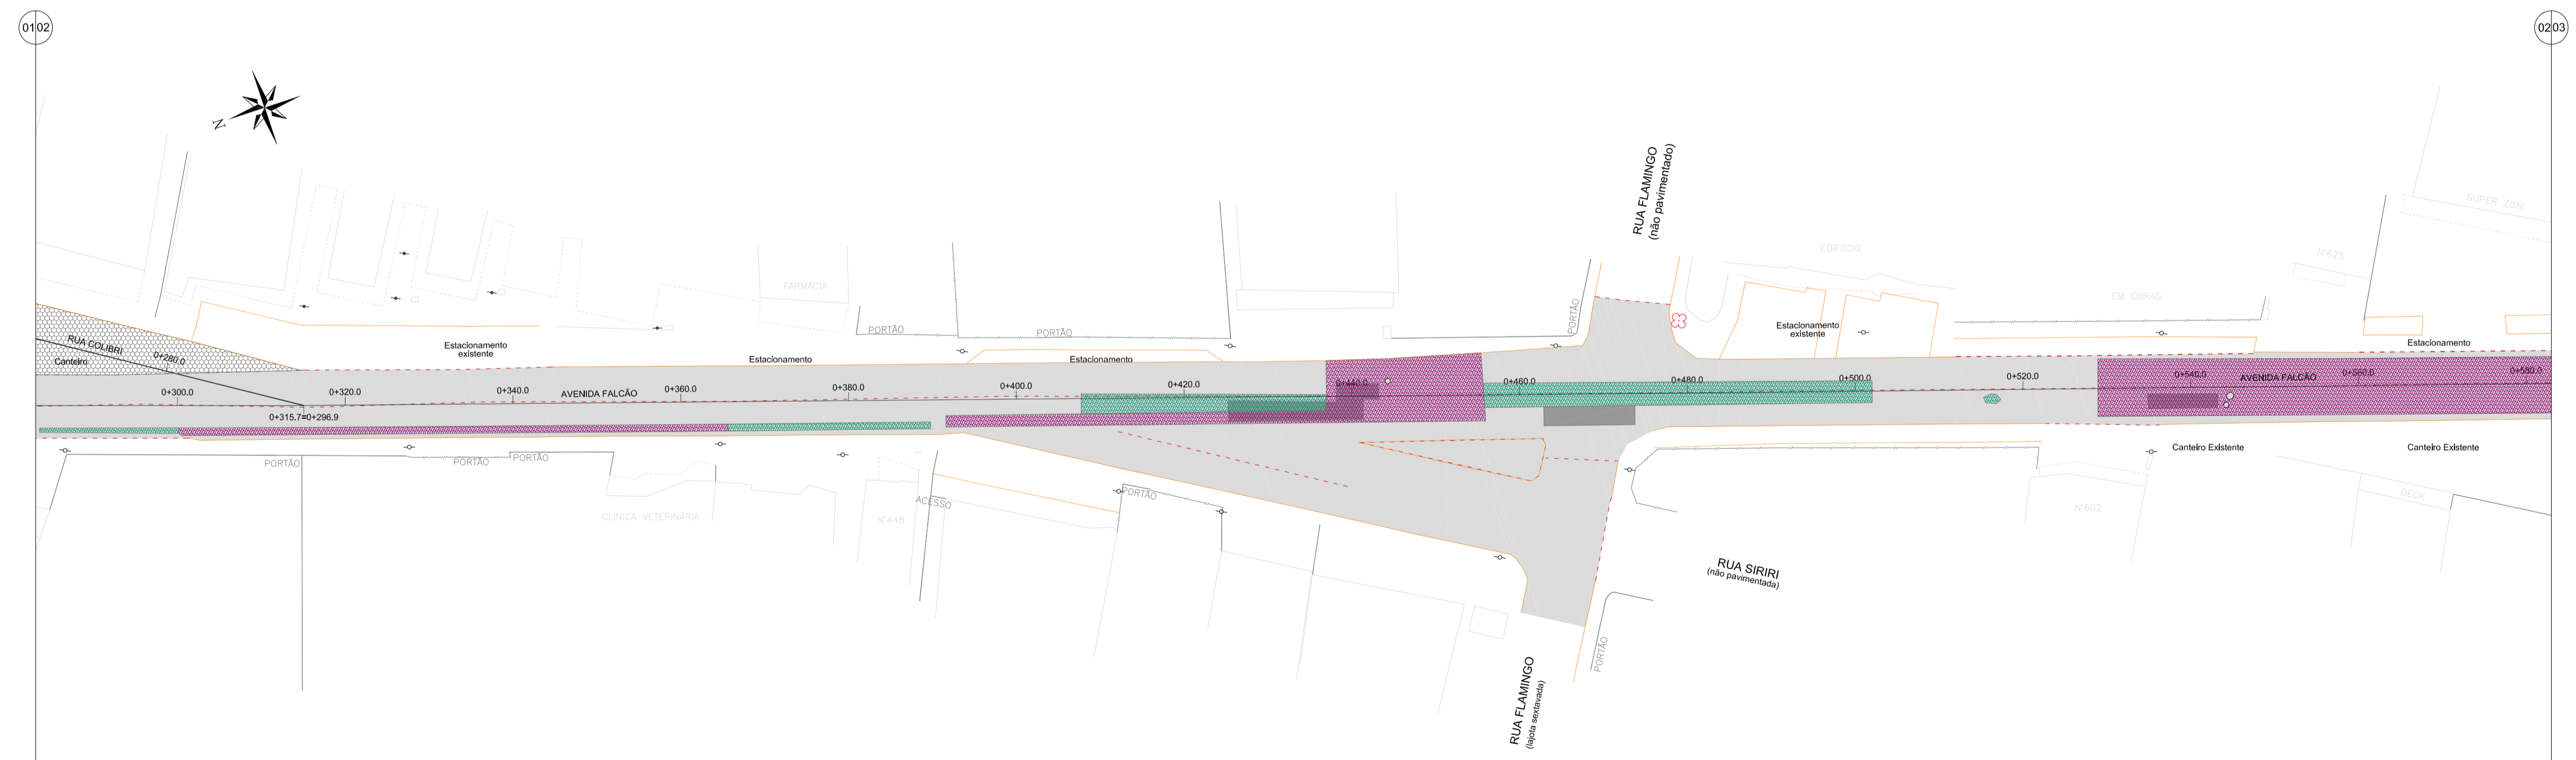 01 02
02 03
N
RUA FLAMINGO
(não pavimentado)
SUPER ZONI
EDIFIÍCIO
N°625
FARMÁCIA
EM OBRAS
PORTÃO
PORTÃO
PORTÃO
Estacionamento
existente
RUA COLIBRI
Canteiro
0+280.0
Estacionamento
existente
Estacionamento
Estacionamento
Estacionamento
0+300.0
0+320.0
0+340.0
AVENIDA FALCÃO
0+360.0
0+380.0
0+400.0
0+420.0
0+440.0
0+460.0
0+480.0
0+500.0
0+520.0
0+540.0
AVENIDA FALCÃO
0+560.0
0+580.0
0+315.7=0+296.9
PORTÃO
PORTÃO
PORTÃO
Canteiro Existente
Canteiro Existente
CLINICA VETERINÁRIA
N°448
ACESSO
PORTÃO
N°602
DECK
RUA SIRIRI
(não pavimentada)
PORTÃO
RUA FLAMINGO
(lajota sextavada)